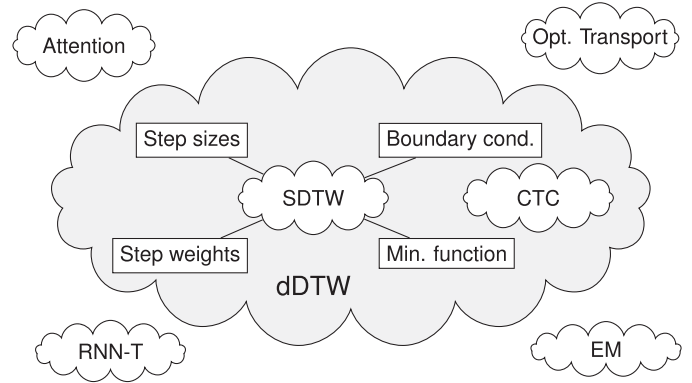 Attention
Opt. Transport
Step sizes
Boundary cond.
SDTW
CTC
Step weights
Min. function
dDTW
RNN-T
EM